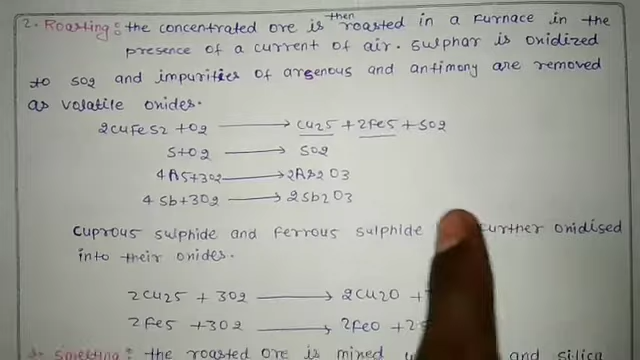 2. Roasting: the concentrated ore is then roasted in a furnace in the
presence of a current of air. Sulphar is oxidized
to SO2 and impurities of arsenous and antimony are removed
as volatile oxides.
2CuFeS2 + O2 ⟶ Cu2S + 2FeS + SO2
S + O2 ⟶ SO2
4As + 3O2 ⟶ 2As2O3
4Sb + 3O2 ⟶ 2Sb2O3
Cuprous sulphide and ferrous sulphide further oxidised
into their oxides.
2Cu2S + 3O2 ⟶ 2Cu2O +
2FeS + 3O2 ⟶ 2FeO + 2S
Smelting: the roasted ore is mixed and silica